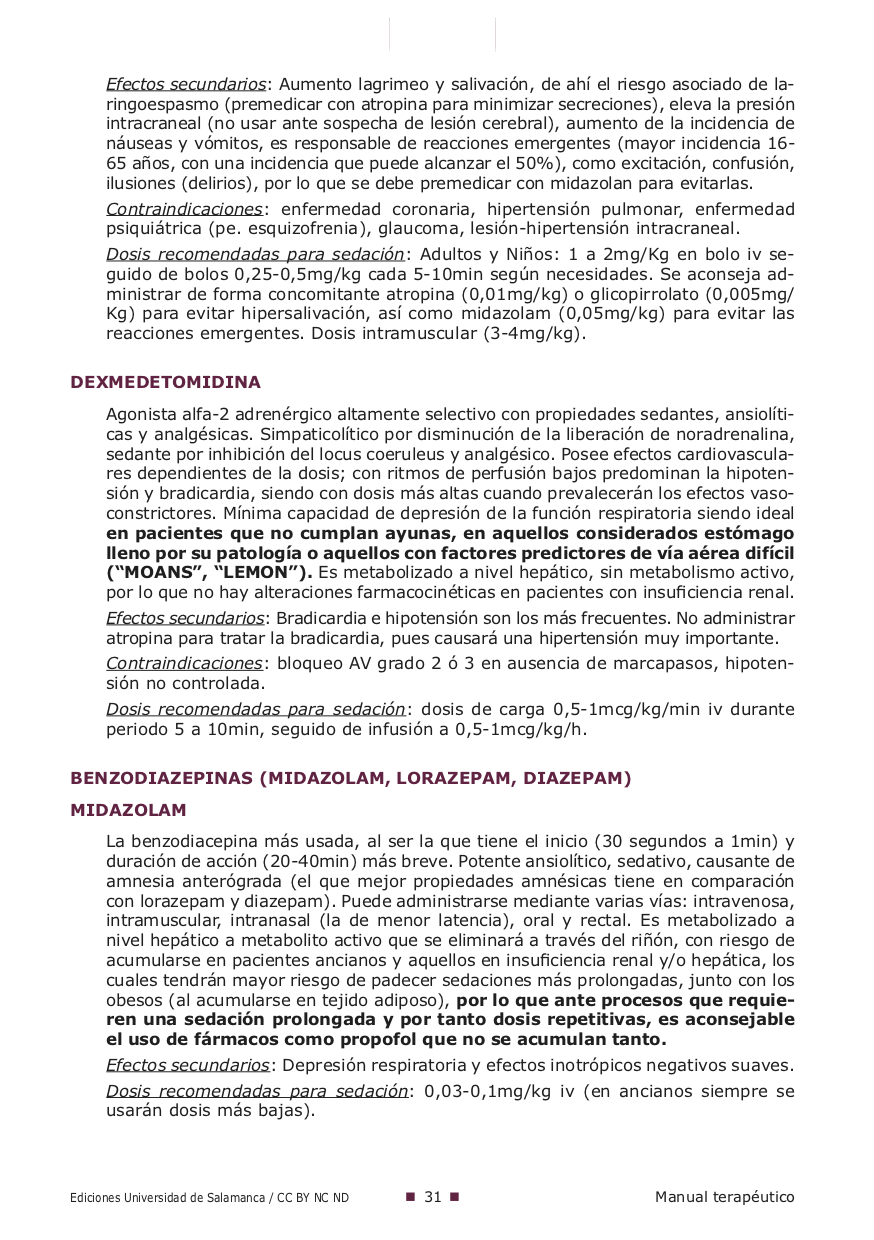 Efectos secundarios: Aumento lagrimeo y salivación, de ahí el riesgo asociado de la-
ringoespasmo (premedicar con atropina para minimizar secreciones), eleva la presión
intracraneal (no usar ante sospecha de lesión cerebral), aumento de la incidencia de
náuseas y vómitos, es responsable de reacciones emergentes (mayor incidencia 16-
65 años, con una incidencia que puede alcanzar el 50%), como excitación, confusión,
ilusiones (delirios), por lo que se debe premedicar con midazolan para evitarlas.
Contraindicaciones: enfermedad coronaria, hipertensión pulmonar, enfermedad
psiquiátrica (pe. esquizofrenia), glaucoma, lesión-hipertensión intracraneal.
Dosis recomendadas para sedación: Adultos y Niños: 1 a 2mg/Kg en bolo iv se-
guido de bolos 0,25-0,5mg/kg cada 5-10min según necesidades. Se aconseja ad-
ministrar de forma concomitante atropina (0,01mg/kg) o glicopirrolato (0,005mg/
Kg) para evitar hipersalivación, así como midazolam (0,05mg/kg) para evitar las
reacciones emergentes. Dosis intramuscular (3-4mg/kg).
DEXMEDETOMIDINA
Agonista alfa-2 adrenérgico altamente selectivo con propiedades sedantes, ansiolíti-
cas y analgésicas. Simpaticolítico por disminución de la liberación de noradrenalina,
sedante por inhibición del locus coeruleus y analgésico. Posee efectos cardiovascula-
res dependientes de la dosis; con ritmos de perfusión bajos predominan la hipoten-
sión y bradicardia, siendo con dosis más altas cuando prevalecerán los efectos vaso-
constrictores. Mínima capacidad de depresión de la función respiratoria siendo ideal
en pacientes que no cumplan ayunas, en aquellos considerados estómago
lleno por su patología o aquellos con factores predictores de vía aérea difícil
(“MOANS”, “LEMON”). Es metabolizado a nivel hepático, sin metabolismo activo,
por lo que no hay alteraciones farmacocinéticas en pacientes con insuficiencia renal.
Efectos secundarios: Bradicardia e hipotensión son los más frecuentes. No administrar
atropina para tratar la bradicardia, pues causará una hipertensión muy importante.
Contraindicaciones: bloqueo AV grado 2 ó 3 en ausencia de marcapasos, hipoten-
sión no controlada.
Dosis recomendadas para sedación: dosis de carga 0,5-1mcg/kg/min iv durante
periodo 5 a 10min, seguido de infusión a 0,5-1mcg/kg/h.
BENZODIAZEPINAS (MIDAZOLAM, LORAZEPAM, DIAZEPAM)
MIDAZOLAM
La benzodiacepina más usada, al ser la que tiene el inicio (30 segundos a 1min) y
duración de acción (20-40min) más breve. Potente ansiolítico, sedativo, causante de
amnesia anterógrada (el que mejor propiedades amnésicas tiene en comparación
con lorazepam y diazepam). Puede administrarse mediante varias vías: intravenosa,
intramuscular, intranasal (la de menor latencia), oral y rectal. Es metabolizado a
nivel hepático a metabolito activo que se eliminará a través del riñón, con riesgo de
acumularse en pacientes ancianos y aquellos en insuficiencia renal y/o hepática, los
cuales tendrán mayor riesgo de padecer sedaciones más prolongadas, junto con los
obesos (al acumularse en tejido adiposo), por lo que ante procesos que requie-
ren una sedación prolongada y por tanto dosis repetitivas, es aconsejable
el uso de fármacos como propofol que no se acumulan tanto.
Efectos secundarios: Depresión respiratoria y efectos inotrópicos negativos suaves.
Dosis recomendadas para sedación: 0,03-0,1mg/kg iv (en ancianos siempre se
usarán dosis más bajas).
Ediciones Universidad de Salamanca / CC BY NC ND ■ 31 ■ Manual terapéutico